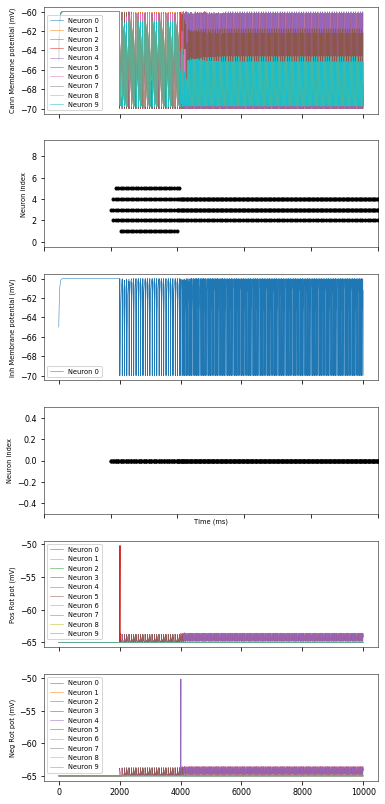 Cann Membrane potential (mV)
−60
−62
−64
−66
−68
−70
Neuron 0
Neuron 1
Neuron 2
Neuron 3
Neuron 4
Neuron 5
Neuron 6
Neuron 7
Neuron 8
Neuron 9
Neuron Index
8
6
4
2
0
Inh Membrane potential (mV)
−60
−62
−64
−66
−68
−70
Neuron 0
Neuron Index
0.4
0.2
0.0
−0.2
−0.4
Time (ms)
Pos Rot pot (mV)
−50
−55
−60
−65
Neuron 0
Neuron 1
Neuron 2
Neuron 3
Neuron 4
Neuron 5
Neuron 6
Neuron 7
Neuron 8
Neuron 9
Neg Rot pot (mV)
−50
−55
−60
−65
Neuron 0
Neuron 1
Neuron 2
Neuron 3
Neuron 4
Neuron 5
Neuron 6
Neuron 7
Neuron 8
Neuron 9
0 2000 4000 6000 8000 10000